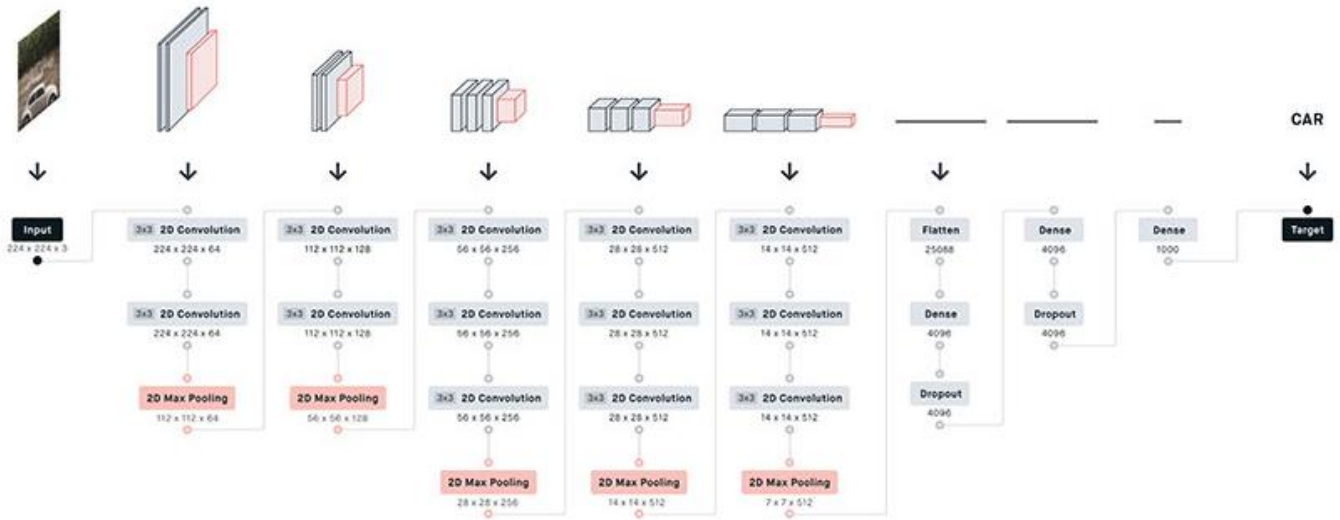 CAR
Input
224 x 224 x 3
3x3 2D Convolution
224 x 224 x 64
3x3 2D Convolution
224 x 224 x 64
2D Max Pooling
112 x 112 x 64
3x3 2D Convolution
112 x 112 x 128
3x3 2D Convolution
112 x 112 x 128
2D Max Pooling
56 x 56 x 128
3x3 2D Convolution
56 x 56 x 256
3x3 2D Convolution
56 x 56 x 256
3x3 2D Convolution
56 x 56 x 256
2D Max Pooling
28 x 28 x 256
3x3 2D Convolution
28 x 28 x 512
3x3 2D Convolution
28 x 28 x 512
3x3 2D Convolution
28 x 28 x 512
2D Max Pooling
14 x 14 x 512
3x3 2D Convolution
14 x 14 x 512
3x3 2D Convolution
14 x 14 x 512
3x3 2D Convolution
14 x 14 x 512
2D Max Pooling
7 x 7 x 512
Flatten
25088
Dense
4096
Dropout
4096
Dense
4096
Dropout
4096
Dense
1000
Target